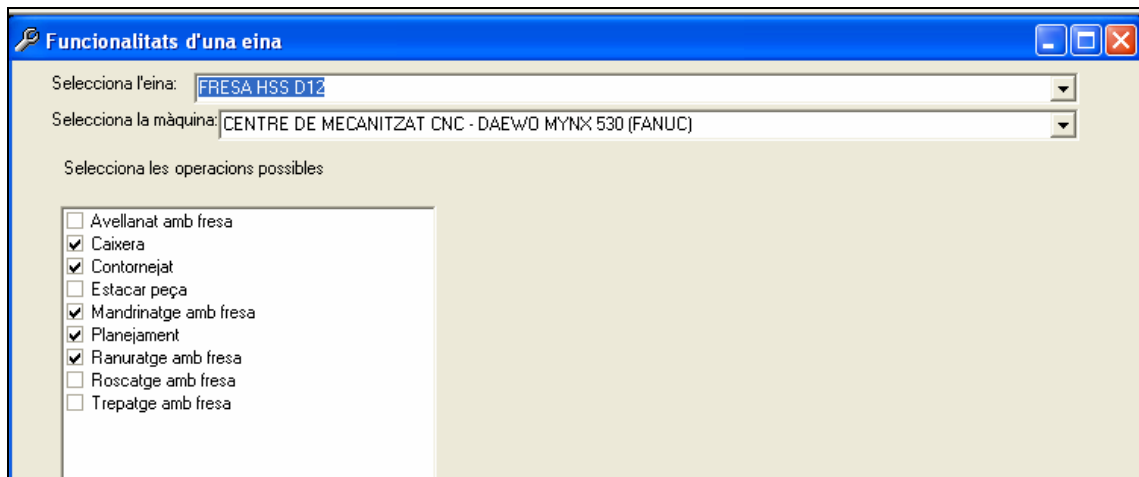 Funcionalitats d'una eina
Selecciona l'eina: FRESA HSS D12
Selecciona la màquina: CENTRE DE MECANITZAT CNC - DAEWO MYNX 530 (FANUC)
Selecciona les operacions possibles
Avellanat amb fresa
Caixera
Contornejat
Estacar peça
Mandrinatge amb fresa
Planejament
Ranuratge amb fresa
Roscatge amb fresa
Trepatge amb fresa